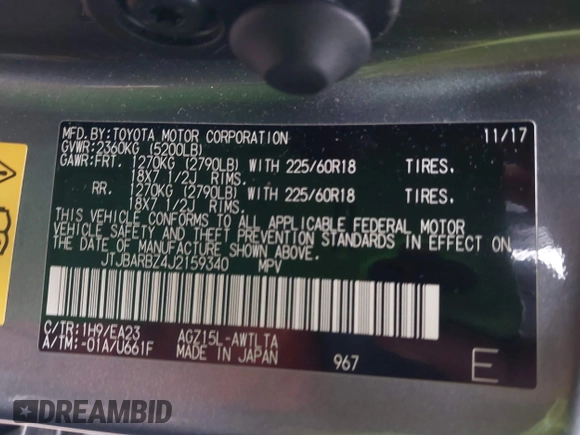 MFD.BY:TOYOTA MOTOR CORPORATION 11/17
GVWR:2360KG (5200LB)
GAWR:FRT. 1270KG (2790LB) WITH 225/60R18 TIRES.
18X7 1/2J RIMS.
RR. 1270KG (2790LB) WITH 225/60R18 TIRES.
18X7 1/2J RIMS.
THIS VEHICLE CONFORMS TO ALL APPLICABLE FEDERAL MOTOR
VEHICLE SAFETY AND THEFT PREVENTION STANDARDS IN EFFECT ON
THE DATE OF MANUFACTURE SHOWN ABOVE.
JTJBARBZ4J2159340 MPV
C/TR:1H9/EA23 AGZ15L-AWTLTA
A/TM:-01A/U661F MADE IN JAPAN 967 E
DREAMBID